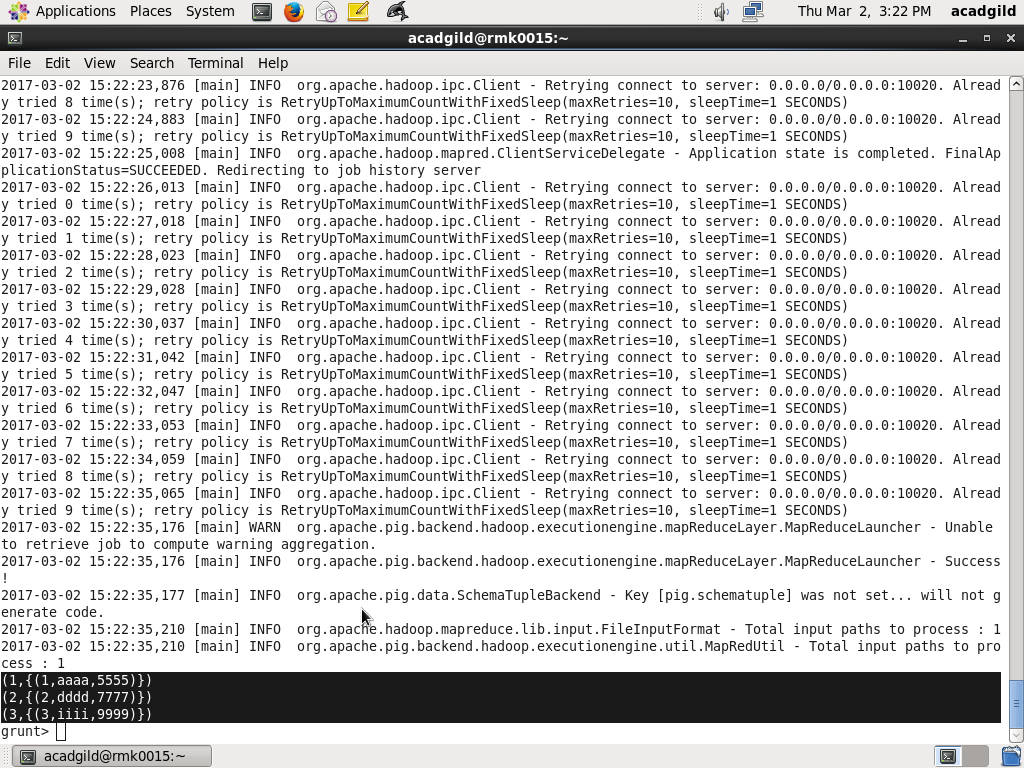 Applications Places System Thu Mar 2, 3:22 PM acadgild
acadgild@rmk0015:~
File Edit View Search Terminal Help
2017-03-02 15:22:23,876 [main] INFO  org.apache.hadoop.ipc.Client - Retrying connect to server: 0.0.0.0/0.0.0.0:10020. Alread
y tried 8 time(s); retry policy is RetryUpToMaximumCountWithFixedSleep(maxRetries=10, sleepTime=1 SECONDS)
2017-03-02 15:22:24,883 [main] INFO  org.apache.hadoop.ipc.Client - Retrying connect to server: 0.0.0.0/0.0.0.0:10020. Alread
y tried 9 time(s); retry policy is RetryUpToMaximumCountWithFixedSleep(maxRetries=10, sleepTime=1 SECONDS)
2017-03-02 15:22:25,008 [main] INFO  org.apache.hadoop.mapred.ClientServiceDelegate - Application state is completed. FinalAp
plicationStatus=SUCCEEDED. Redirecting to job history server
2017-03-02 15:22:26,013 [main] INFO  org.apache.hadoop.ipc.Client - Retrying connect to server: 0.0.0.0/0.0.0.0:10020. Alread
y tried 0 time(s); retry policy is RetryUpToMaximumCountWithFixedSleep(maxRetries=10, sleepTime=1 SECONDS)
2017-03-02 15:22:27,018 [main] INFO  org.apache.hadoop.ipc.Client - Retrying connect to server: 0.0.0.0/0.0.0.0:10020. Alread
y tried 1 time(s); retry policy is RetryUpToMaximumCountWithFixedSleep(maxRetries=10, sleepTime=1 SECONDS)
2017-03-02 15:22:28,023 [main] INFO  org.apache.hadoop.ipc.Client - Retrying connect to server: 0.0.0.0/0.0.0.0:10020. Alread
y tried 2 time(s); retry policy is RetryUpToMaximumCountWithFixedSleep(maxRetries=10, sleepTime=1 SECONDS)
2017-03-02 15:22:29,028 [main] INFO  org.apache.hadoop.ipc.Client - Retrying connect to server: 0.0.0.0/0.0.0.0:10020. Alread
y tried 3 time(s); retry policy is RetryUpToMaximumCountWithFixedSleep(maxRetries=10, sleepTime=1 SECONDS)
2017-03-02 15:22:30,037 [main] INFO  org.apache.hadoop.ipc.Client - Retrying connect to server: 0.0.0.0/0.0.0.0:10020. Alread
y tried 4 time(s); retry policy is RetryUpToMaximumCountWithFixedSleep(maxRetries=10, sleepTime=1 SECONDS)
2017-03-02 15:22:31,042 [main] INFO  org.apache.hadoop.ipc.Client - Retrying connect to server: 0.0.0.0/0.0.0.0:10020. Alread
y tried 5 time(s); retry policy is RetryUpToMaximumCountWithFixedSleep(maxRetries=10, sleepTime=1 SECONDS)
2017-03-02 15:22:32,047 [main] INFO  org.apache.hadoop.ipc.Client - Retrying connect to server: 0.0.0.0/0.0.0.0:10020. Alread
y tried 6 time(s); retry policy is RetryUpToMaximumCountWithFixedSleep(maxRetries=10, sleepTime=1 SECONDS)
2017-03-02 15:22:33,053 [main] INFO  org.apache.hadoop.ipc.Client - Retrying connect to server: 0.0.0.0/0.0.0.0:10020. Alread
y tried 7 time(s); retry policy is RetryUpToMaximumCountWithFixedSleep(maxRetries=10, sleepTime=1 SECONDS)
2017-03-02 15:22:34,059 [main] INFO  org.apache.hadoop.ipc.Client - Retrying connect to server: 0.0.0.0/0.0.0.0:10020. Alread
y tried 8 time(s); retry policy is RetryUpToMaximumCountWithFixedSleep(maxRetries=10, sleepTime=1 SECONDS)
2017-03-02 15:22:35,065 [main] INFO  org.apache.hadoop.ipc.Client - Retrying connect to server: 0.0.0.0/0.0.0.0:10020. Alread
y tried 9 time(s); retry policy is RetryUpToMaximumCountWithFixedSleep(maxRetries=10, sleepTime=1 SECONDS)
2017-03-02 15:22:35,176 [main] WARN  org.apache.pig.backend.hadoop.executionengine.mapReduceLayer.MapReduceLauncher - Unable
to retrieve job to compute warning aggregation.
2017-03-02 15:22:35,176 [main] INFO  org.apache.pig.backend.hadoop.executionengine.mapReduceLayer.MapReduceLauncher - Success
!
2017-03-02 15:22:35,177 [main] INFO  org.apache.pig.data.SchemaTupleBackend - Key [pig.schematuple] was not set... will not g
enerate code.
2017-03-02 15:22:35,210 [main] INFO  org.apache.hadoop.mapreduce.lib.input.FileInputFormat - Total input paths to process : 1
2017-03-02 15:22:35,210 [main] INFO  org.apache.pig.backend.hadoop.executionengine.util.MapRedUtil - Total input paths to pro
cess : 1
(1,{(1,aaaa,5555)})
(2,{(2,dddd,7777)})
(3,{(3,iiii,9999)})
grunt>
acadgild@rmk0015:~